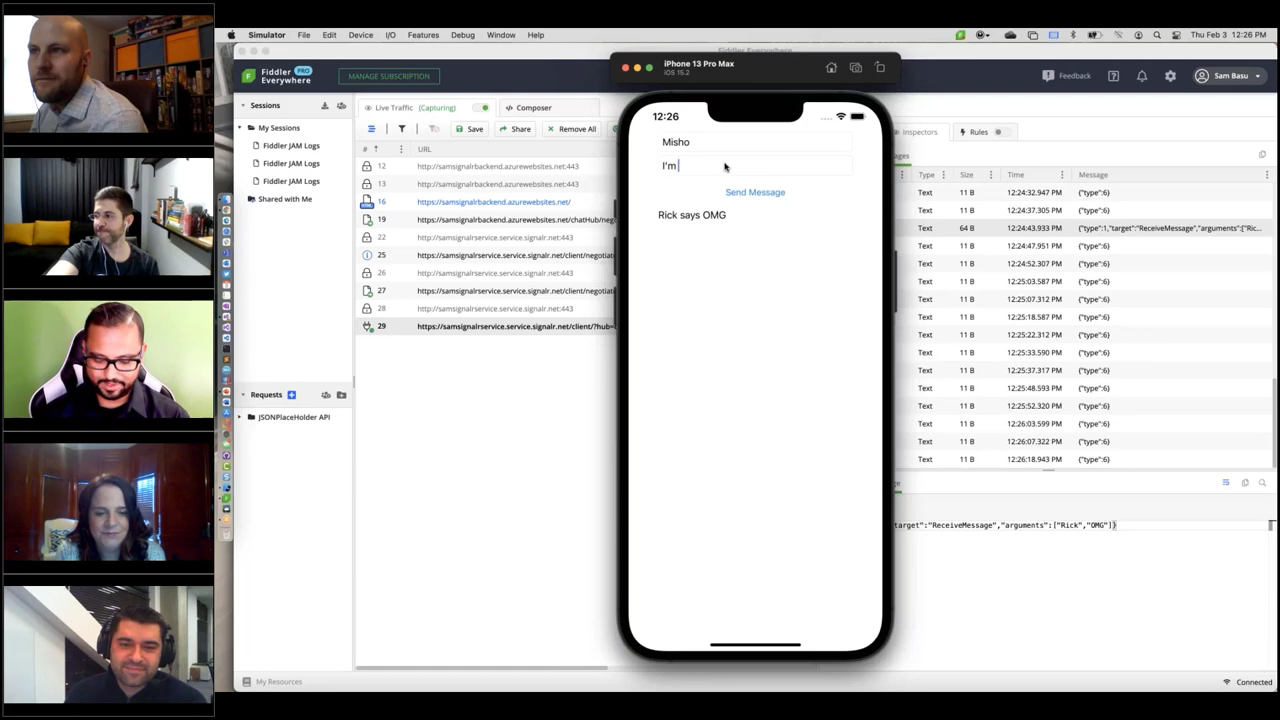 Simulator File Edit Device I/O Features Debug Window Help Thu Feb 3 12:26 PM
Fiddler Everywhere
Fiddler Everywhere PRO MANAGE SUBSCRIPTION Feedback Sam Basu
iPhone 13 Pro Max
iOS 15.2
Sessions
My Sessions
Fiddler JAM Logs
Fiddler JAM Logs
Fiddler JAM Logs
Shared with Me
Requests
JSONPlaceHolder API
My Resources
Live Traffic (Capturing) Composer
Save Share Remove All
# URL
12 http://samsignalrbackend.azurewebsites.net:443
13 http://samsignalrbackend.azurewebsites.net:443
16 https://samsignalrbackend.azurewebsites.net/
19 http://samsignalrbackend.azurewebsites.net/chatHub/nego
22 http://samsignalrservice.service.signalr.net:443
25 https://samsignalrservice.service.signalr.net/client/negotiat
26 http://samsignalrservice.service.signalr.net:443
27 https://samsignalrservice.service.signalr.net/client/negotiat
28 http://samsignalrservice.service.signalr.net:443
29 https://samsignalrservice.service.signalr.net/client/?hub=
12:26
Misho
I'm
Send Message
Rick says OMG
Inspectors Rules
ages
Type Size Time Message
Text 11 B 12:24:32.947 PM {"type":6}
Text 11 B 12:24:37.305 PM {"type":6}
Text 64 B 12:24:43.933 PM {"type":1,"target":"ReceiveMessage","arguments":["Ric...
Text 11 B 12:24:47.951 PM {"type":6}
Text 11 B 12:24:52.307 PM {"type":6}
Text 11 B 12:25:03.587 PM {"type":6}
Text 11 B 12:25:07.312 PM {"type":6}
Text 11 B 12:25:18.587 PM {"type":6}
Text 11 B 12:25:22.312 PM {"type":6}
Text 11 B 12:25:33.590 PM {"type":6}
Text 11 B 12:25:37.317 PM {"type":6}
Text 11 B 12:25:48.593 PM {"type":6}
Text 11 B 12:25:52.320 PM {"type":6}
Text 11 B 12:26:03.599 PM {"type":6}
Text 11 B 12:26:07.322 PM {"type":6}
Text 11 B 12:26:18.943 PM {"type":6}
ge
target":"ReceiveMessage","arguments":["Rick","OMG"]}
Connected